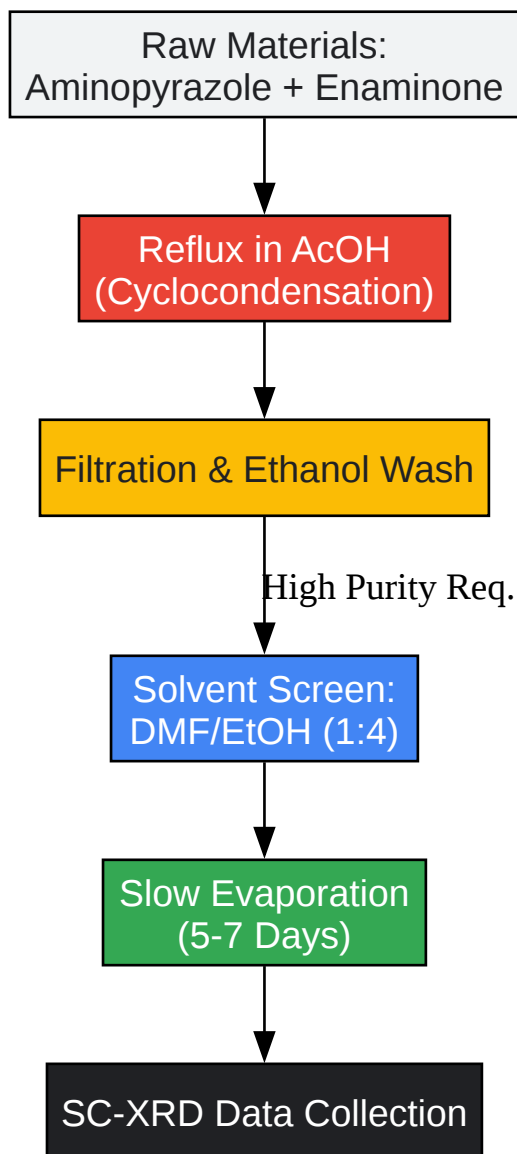 Raw Materials:
Aminopyrazole + Enaminone
Reflux in AcOH
(Cyclocondensation)
Filtration & Ethanol Wash
High Purity Req.
Solvent Screen:
DMF/EtOH (1:4)
Slow Evaporation
(5-7 Days)
SC-XRD Data Collection